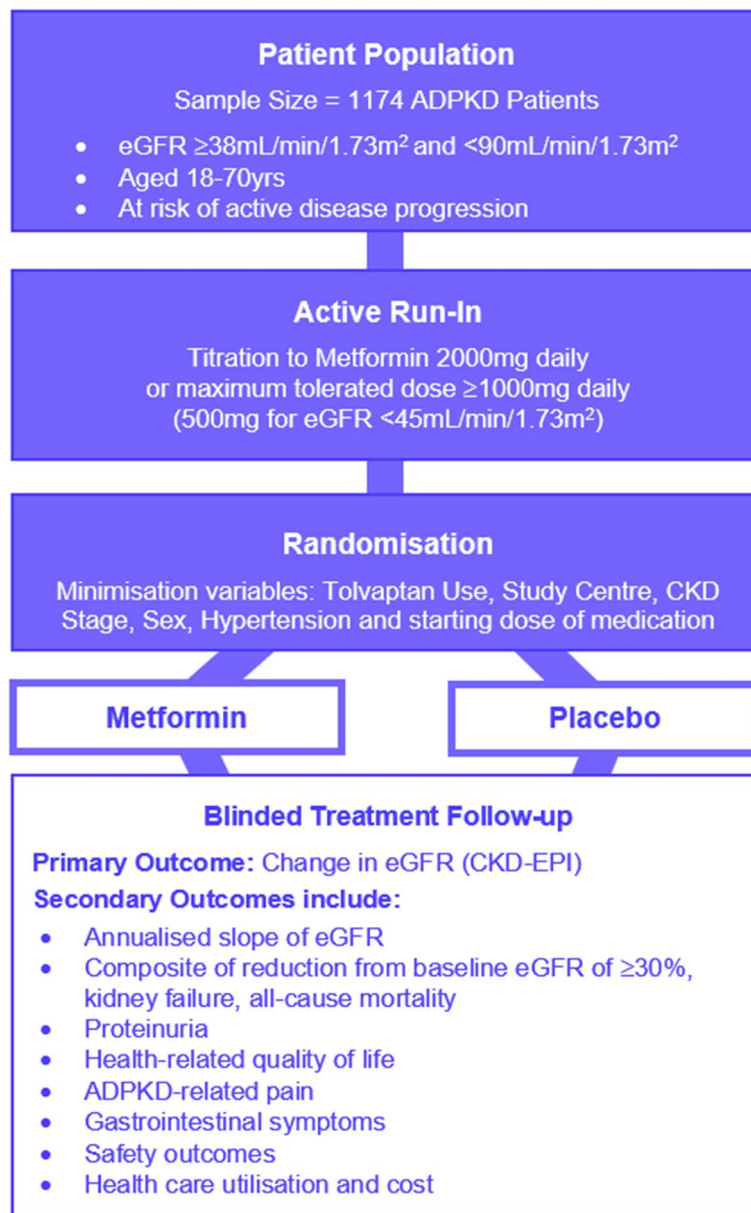 Patient Population
Sample Size = 1174 ADPKD Patients
• eGFR ≥38mL/min/1.73m² and <90mL/min/1.73m²
• Aged 18-70yrs
• At risk of active disease progression
Active Run-In
Titration to Metformin 2000mg daily
or maximum tolerated dose ≥1000mg daily
(500mg for eGFR <45mL/min/1.73m²)
Randomisation
Minimisation variables: Tolvaptan Use, Study Centre, CKD
Stage, Sex, Hypertension and starting dose of medication
Metformin
Placebo
Blinded Treatment Follow-up
Primary Outcome: Change in eGFR (CKD-EPI)
Secondary Outcomes include:
• Annualised slope of eGFR
• Composite of reduction from baseline eGFR of ≥30%,
kidney failure, all-cause mortality
• Proteinuria
• Health-related quality of life
• ADPKD-related pain
• Gastrointestinal symptoms
• Safety outcomes
• Health care utilisation and cost